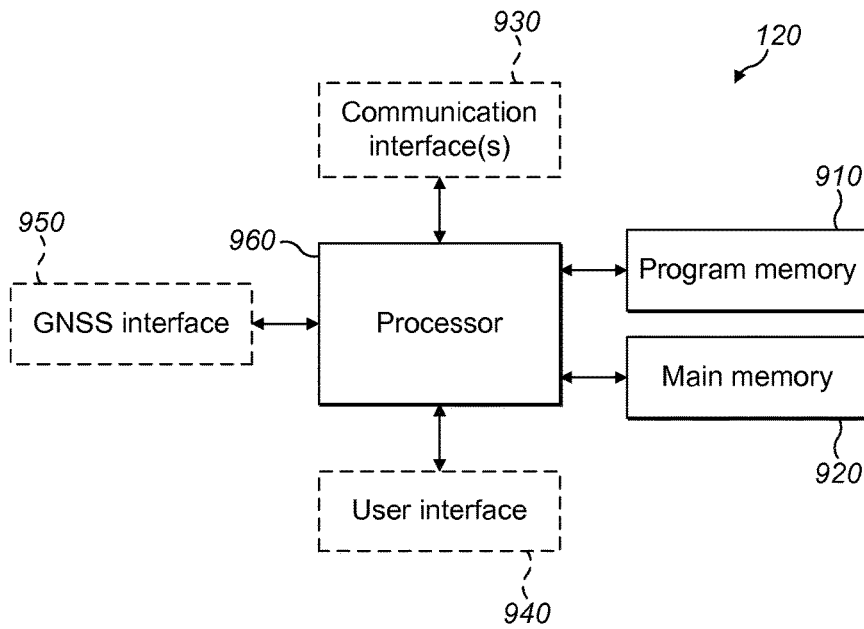 930
120
Communication
interface(s)
910
950
960
Program memory
GNSS interface
Processor
Main memory
920
User interface
940